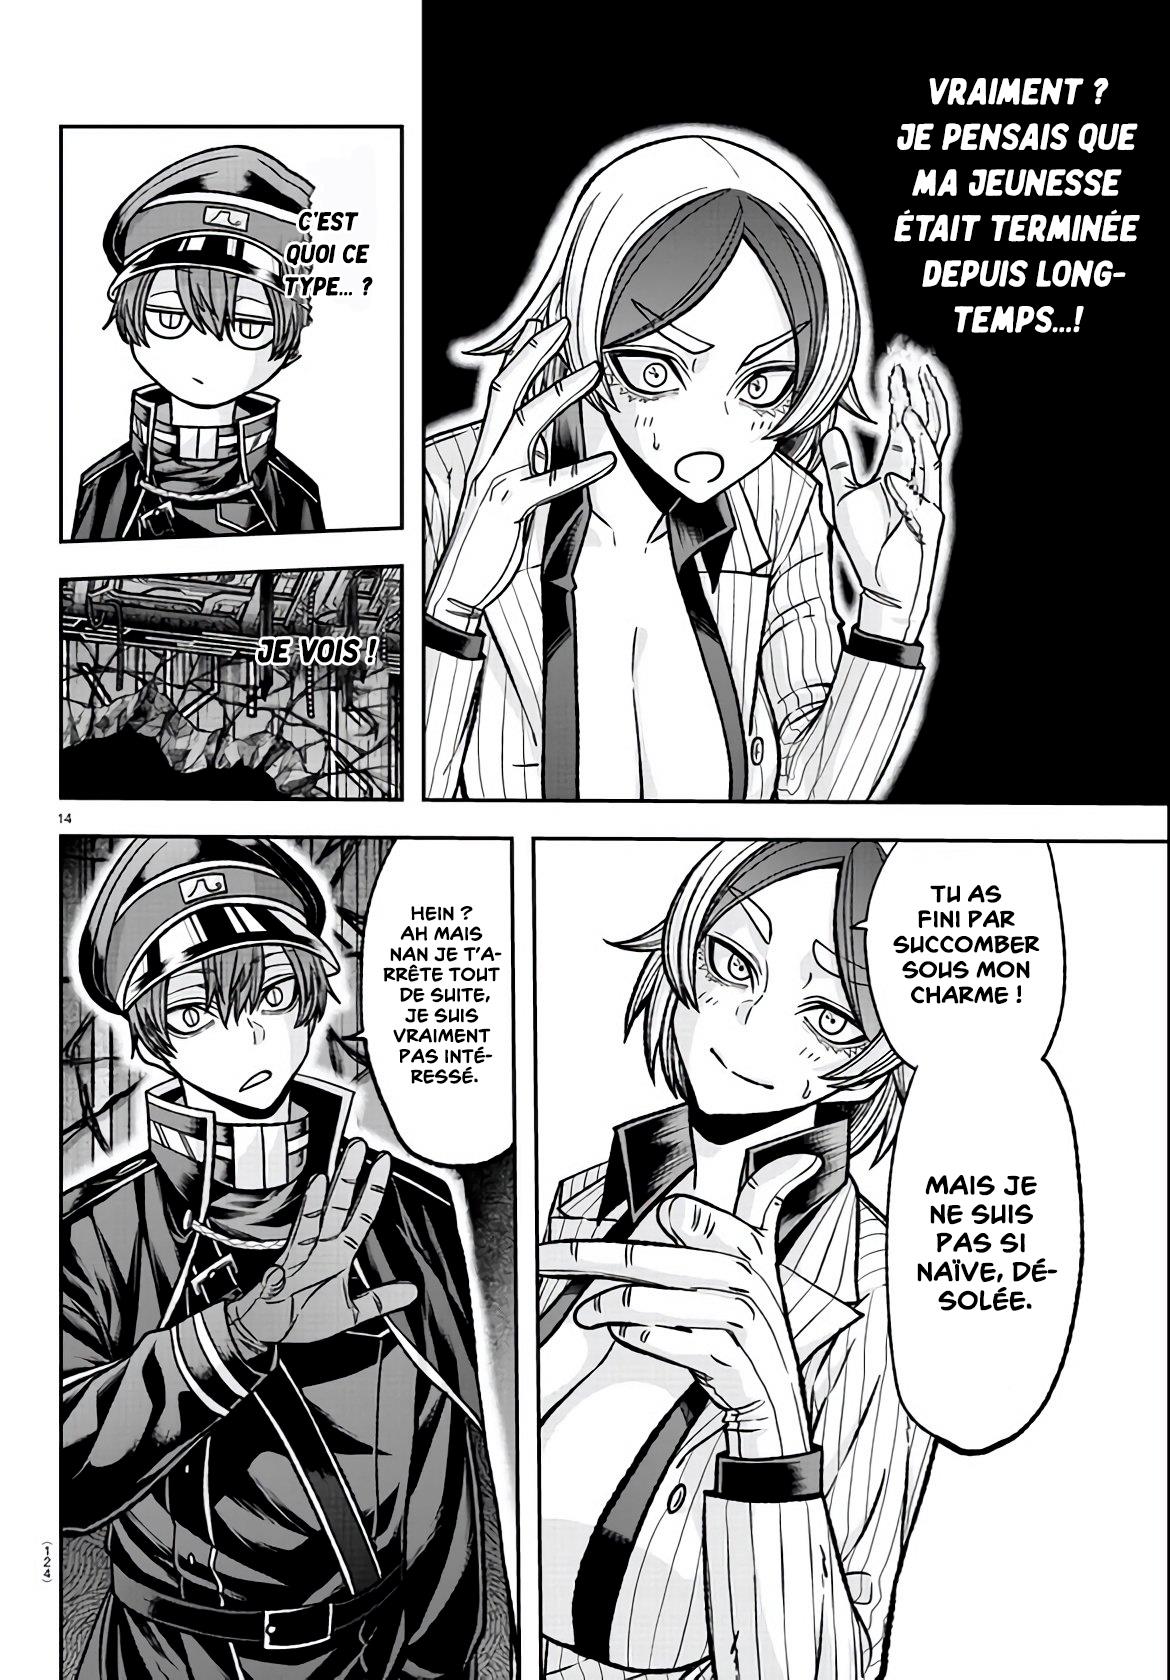 VRAIMENT ?
JE PENSAIS QUE
MA JEUNESSE
ÉTAIT TERMINÉE
DEPUIS LONG-
TEMPS...!
C'EST
QUOI CE
TYPE... ?
JE VOIS !
14
TU AS
FINI PAR
SUCCOMBER
SOUS MON
CHARME !
MAIS JE
NE SUIS
PAS SI
NAÏVE, DÉ-
SOLÉE.
HEIN ?
AH MAIS
NAN JE T'A-
RRÊTE TOUT
DE SUITE,
JE SUIS
VRAIMENT
PAS INTÉ-
RESSÉ.
(124)